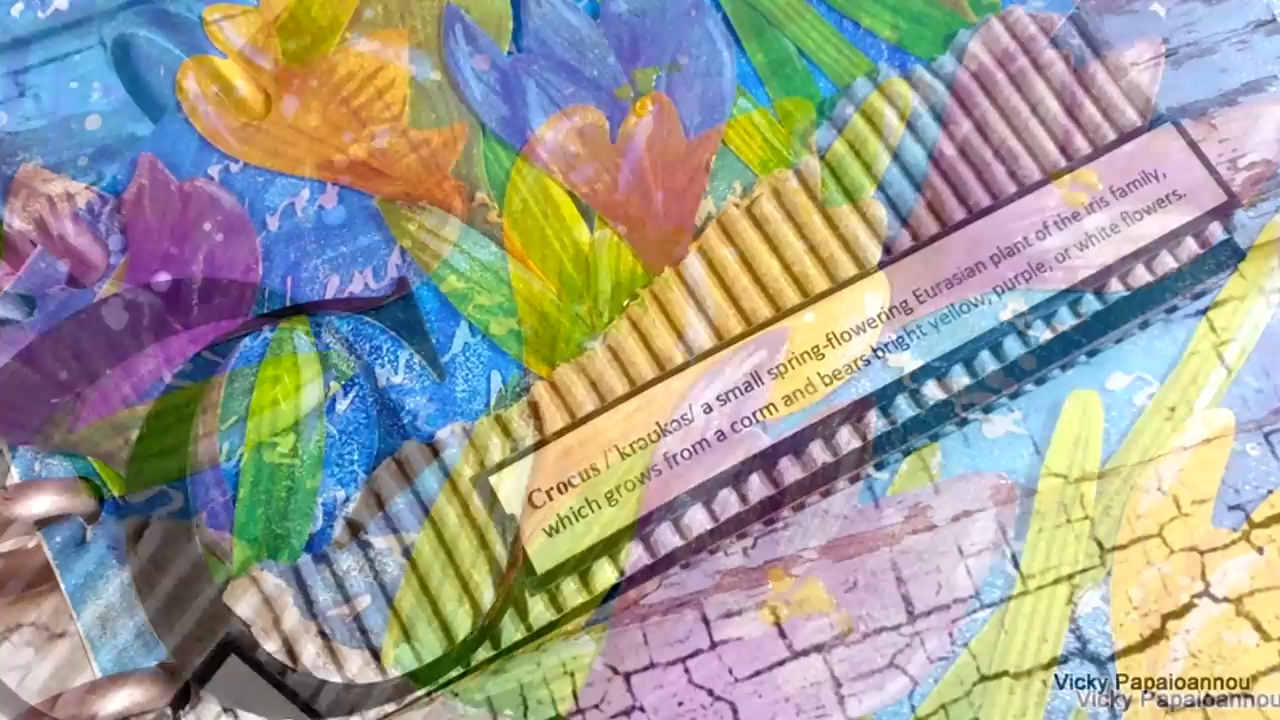 Crocus /ˈkrəʊkəs/ a small spring-flowering Eurasian plant of the iris family,
which grows from a corm and bears bright yellow, purple, or white flowers.
Vicky Papaioannou
Vicky Papaioannou